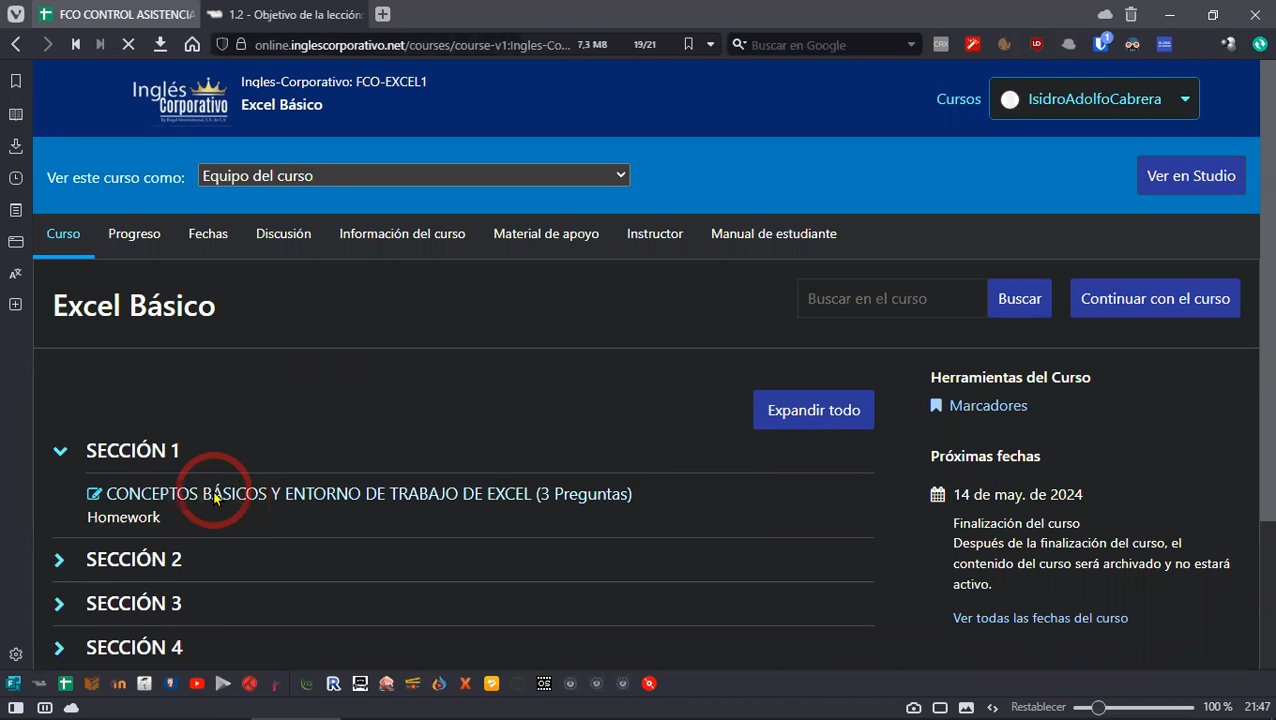 FCO CONTROL ASISTENCIA
1.2 - Objetivo de la lección:
online.inglescorporativo.net/courses/course-v1:Ingles-Co...
7,3 MB
19/21
Buscar en Google
CRX
UD
1
Inglés
Corporativo
Ingles-Corporativo: FCO-EXCEL1
Excel Básico
Cursos
IsidroAdolfoCabrera
Ver este curso como:
Equipo del curso
Ver en Studio
Curso
Progreso
Fechas
Discusión
Información del curso
Material de apoyo
Instructor
Manual de estudiante
Excel Básico
Buscar en el curso
Buscar
Continuar con el curso
Expandir todo
SECCIÓN 1
CONCEPTOS BÁSICOS Y ENTORNO DE TRABAJO DE EXCEL (3 Preguntas)
Homework
SECCIÓN 2
SECCIÓN 3
SECCIÓN 4
Herramientas del Curso
Marcadores
Próximas fechas
14 de may. de 2024
Finalización del curso
Después de la finalización del curso, el
contenido del curso será archivado y no estará
activo.
Ver todas las fechas del curso
Restablecer
100 %
21:47